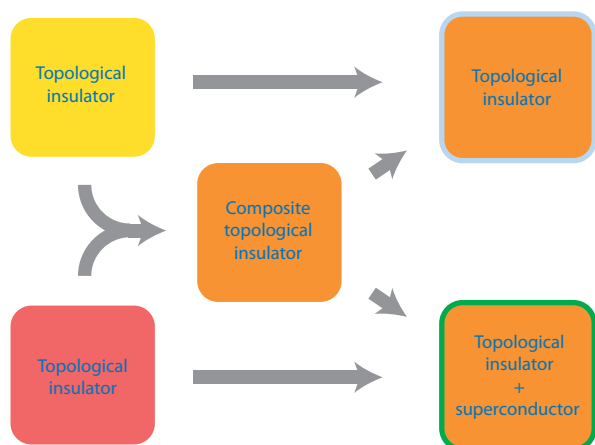 Topological
insulator
Topological
insulator
Composite
topological
insulator
Topological
insulator
Topological
insulator
+
superconductor